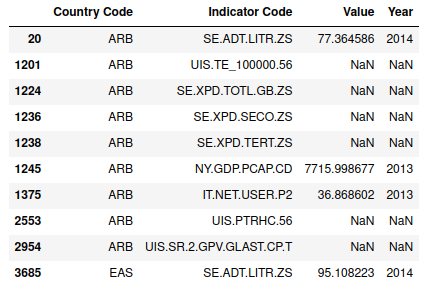 Country Code Indicator Code Value Year
20 ARB SE.ADT.LITR.ZS 77.364586 2014
1201 ARB UIS.TE_100000.56 NaN NaN
1224 ARB SE.XPD.TOTL.GB.ZS NaN NaN
1236 ARB SE.XPD.SECO.ZS NaN NaN
1238 ARB SE.XPD.TERT.ZS NaN NaN
1245 ARB NY.GDP.PCAP.CD 7715.998677 2013
1375 ARB IT.NET.USER.P2 36.868602 2013
2553 ARB UIS.PTRHC.56 NaN NaN
2954 ARB UIS.SR.2.GPV.GLAST.CP.T NaN NaN
3685 EAS SE.ADT.LITR.ZS 95.108223 2014